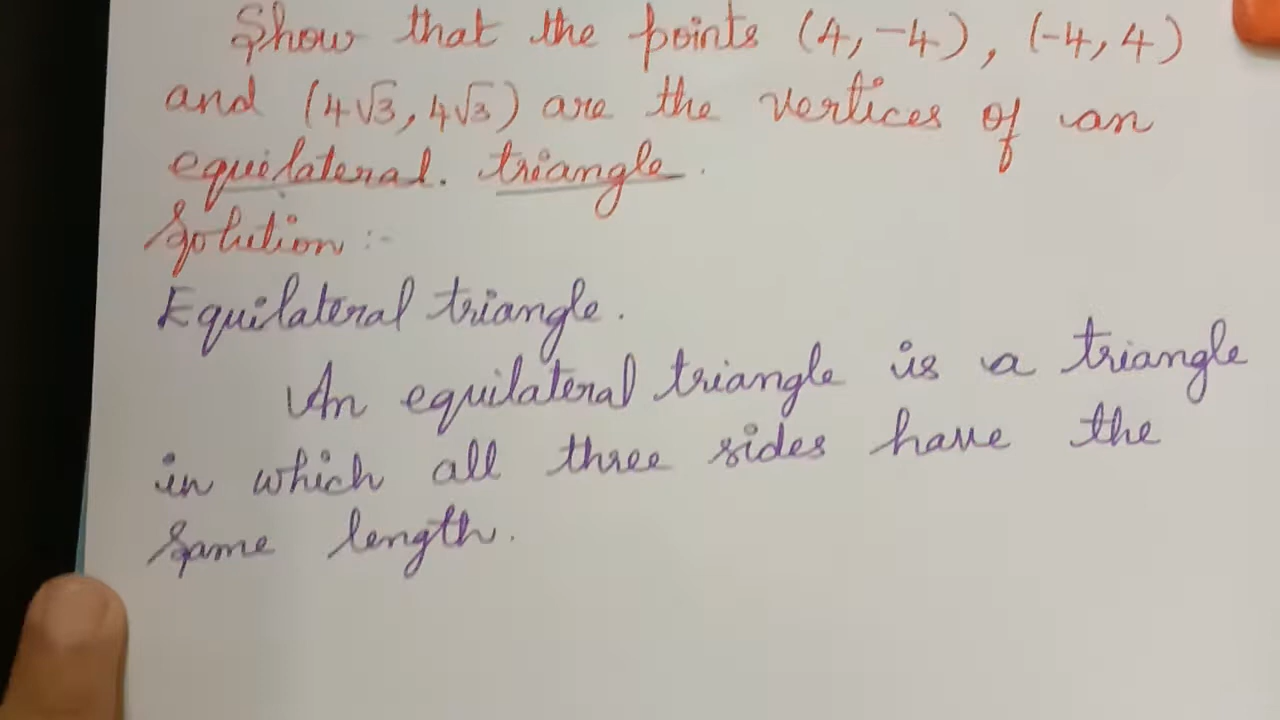 Show that the points (4,-4), (-4,4)
and (4√3, 4√3) are the vertices of an
equilateral. triangle.
Solution :-
Equilateral triangle.
An equilateral triangle is a triangle
in which all three sides have the
same length.